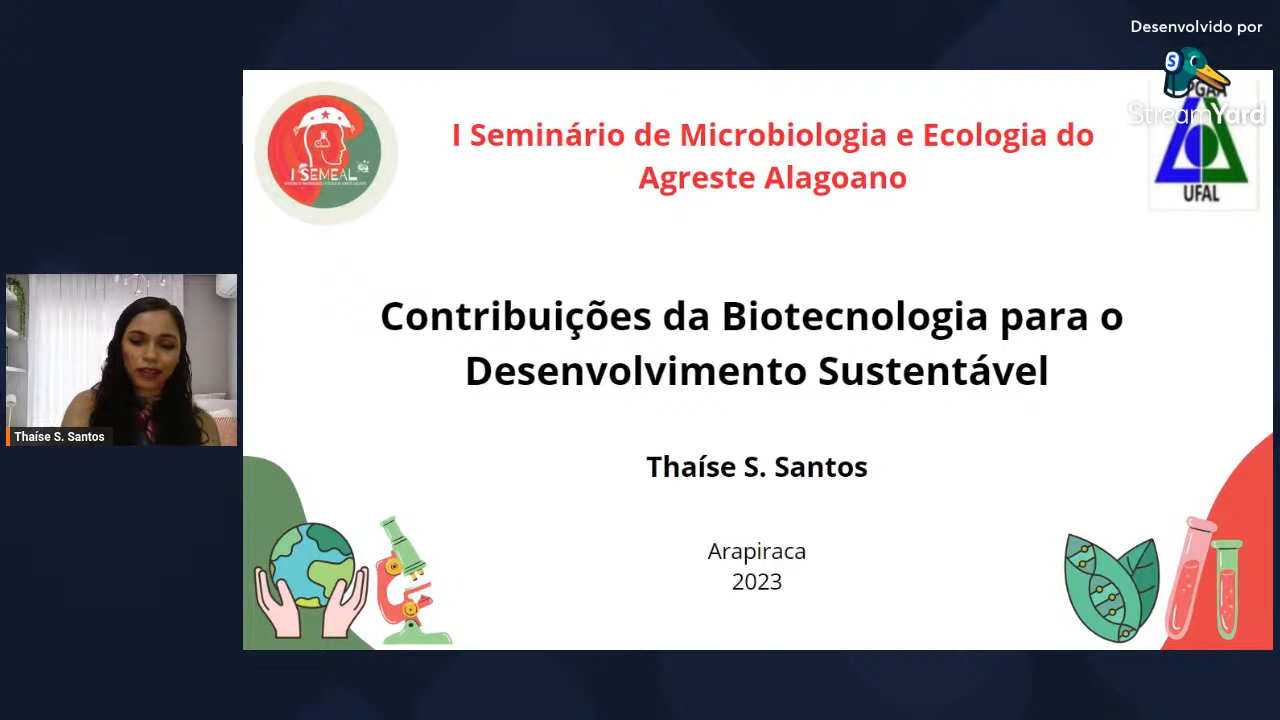 Desenvolvido por
StreamYard
I Seminário de Microbiologia e Ecologia do
Agreste Alagoano
I SEMEAL
UFAL
Contribuições da Biotecnologia para o
Desenvolvimento Sustentável
Thaíse S. Santos
Thaíse S. Santos
Arapiraca
2023